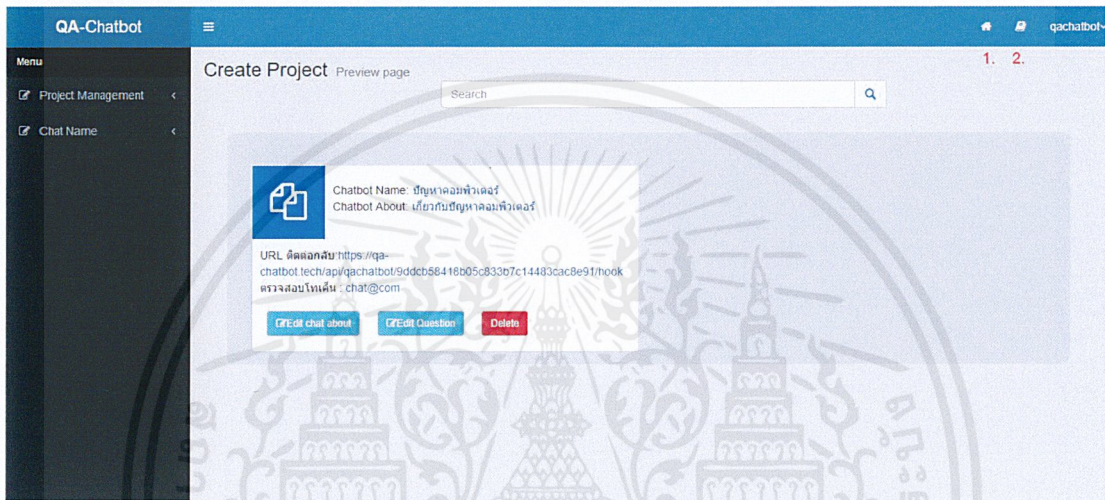 QA-Chatbot
qachatbot
1. 2.
Menu
Project Management
Chat Name
Create Project Preview page
Search
Chatbot Name: ปัญหาคอมพิวเตอร์
Chatbot About: เกี่ยวกับปัญหาคอมพิวเตอร์
URL ติดต่อกลับ:https://qa-
chatbot.tech/api/qachatbot/9ddcb58416b05c833b7c14483cac8e91/hook
ตรวจสอบโทเค็น : chat@com
Edit chat about
Edit Question
Delete